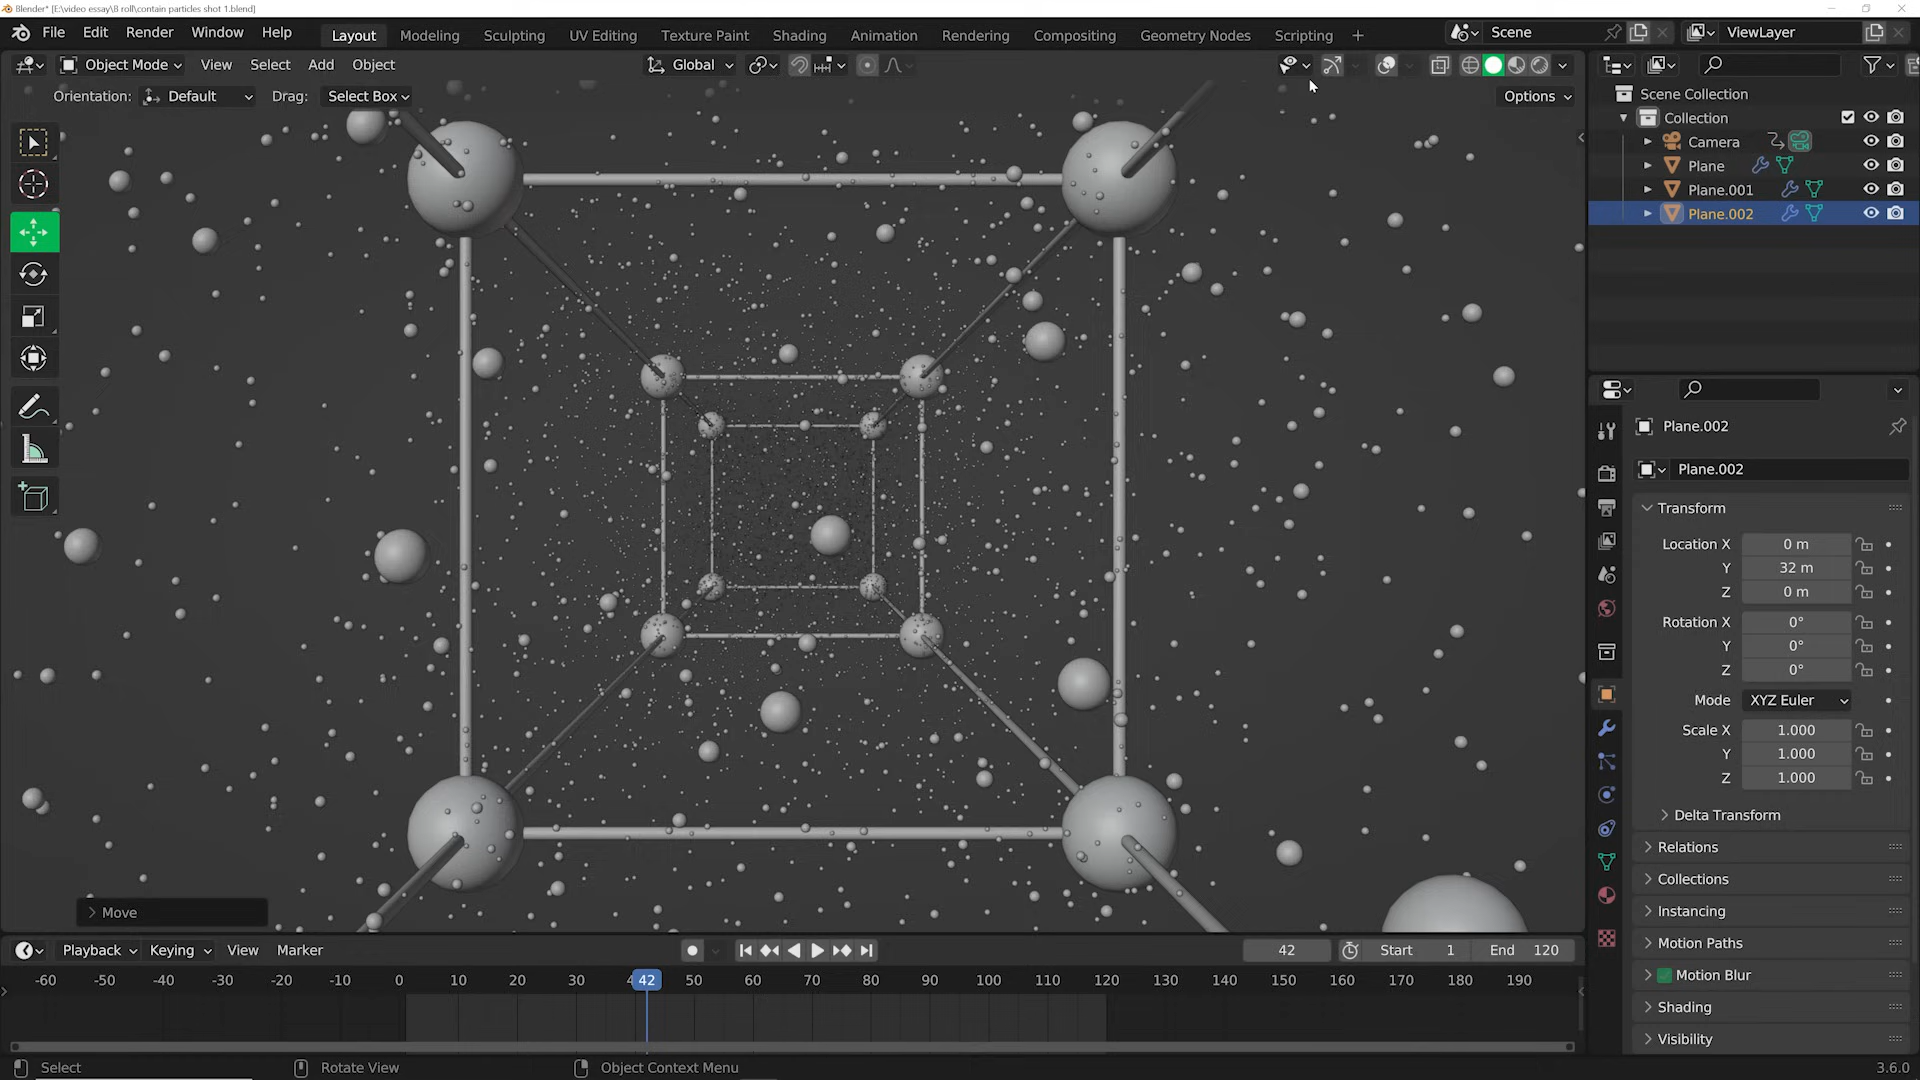 Blender* [E:\video essay\B roll\contain particles shot 1.blend]
File Edit Render Window Help
Layout Modeling Sculpting UV Editing Texture Paint Shading Animation Rendering Compositing Geometry Nodes Scripting +
Scene
ViewLayer
Object Mode View Select Add Object
Global
Orientation: Default Drag: Select Box
Options
Scene Collection
Collection
Camera
Plane
Plane.001
Plane.002
Plane.002
Plane.002
Transform
Location X 0 m
Y 32 m
Z 0 m
Rotation X 0°
Y 0°
Z 0°
Mode XYZ Euler
Scale X 1.000
Y 1.000
Z 1.000
Delta Transform
Relations
Collections
Instancing
Motion Paths
Motion Blur
Shading
Visibility
Move
Playback Keying View Marker
42 Start 1 End 120
-60 -50 -40 -30 -20 -10 0 10 20 30 42 50 60 70 80 90 100 110 120 130 140 150 160 170 180 190
Select Rotate View Object Context Menu
3.6.0